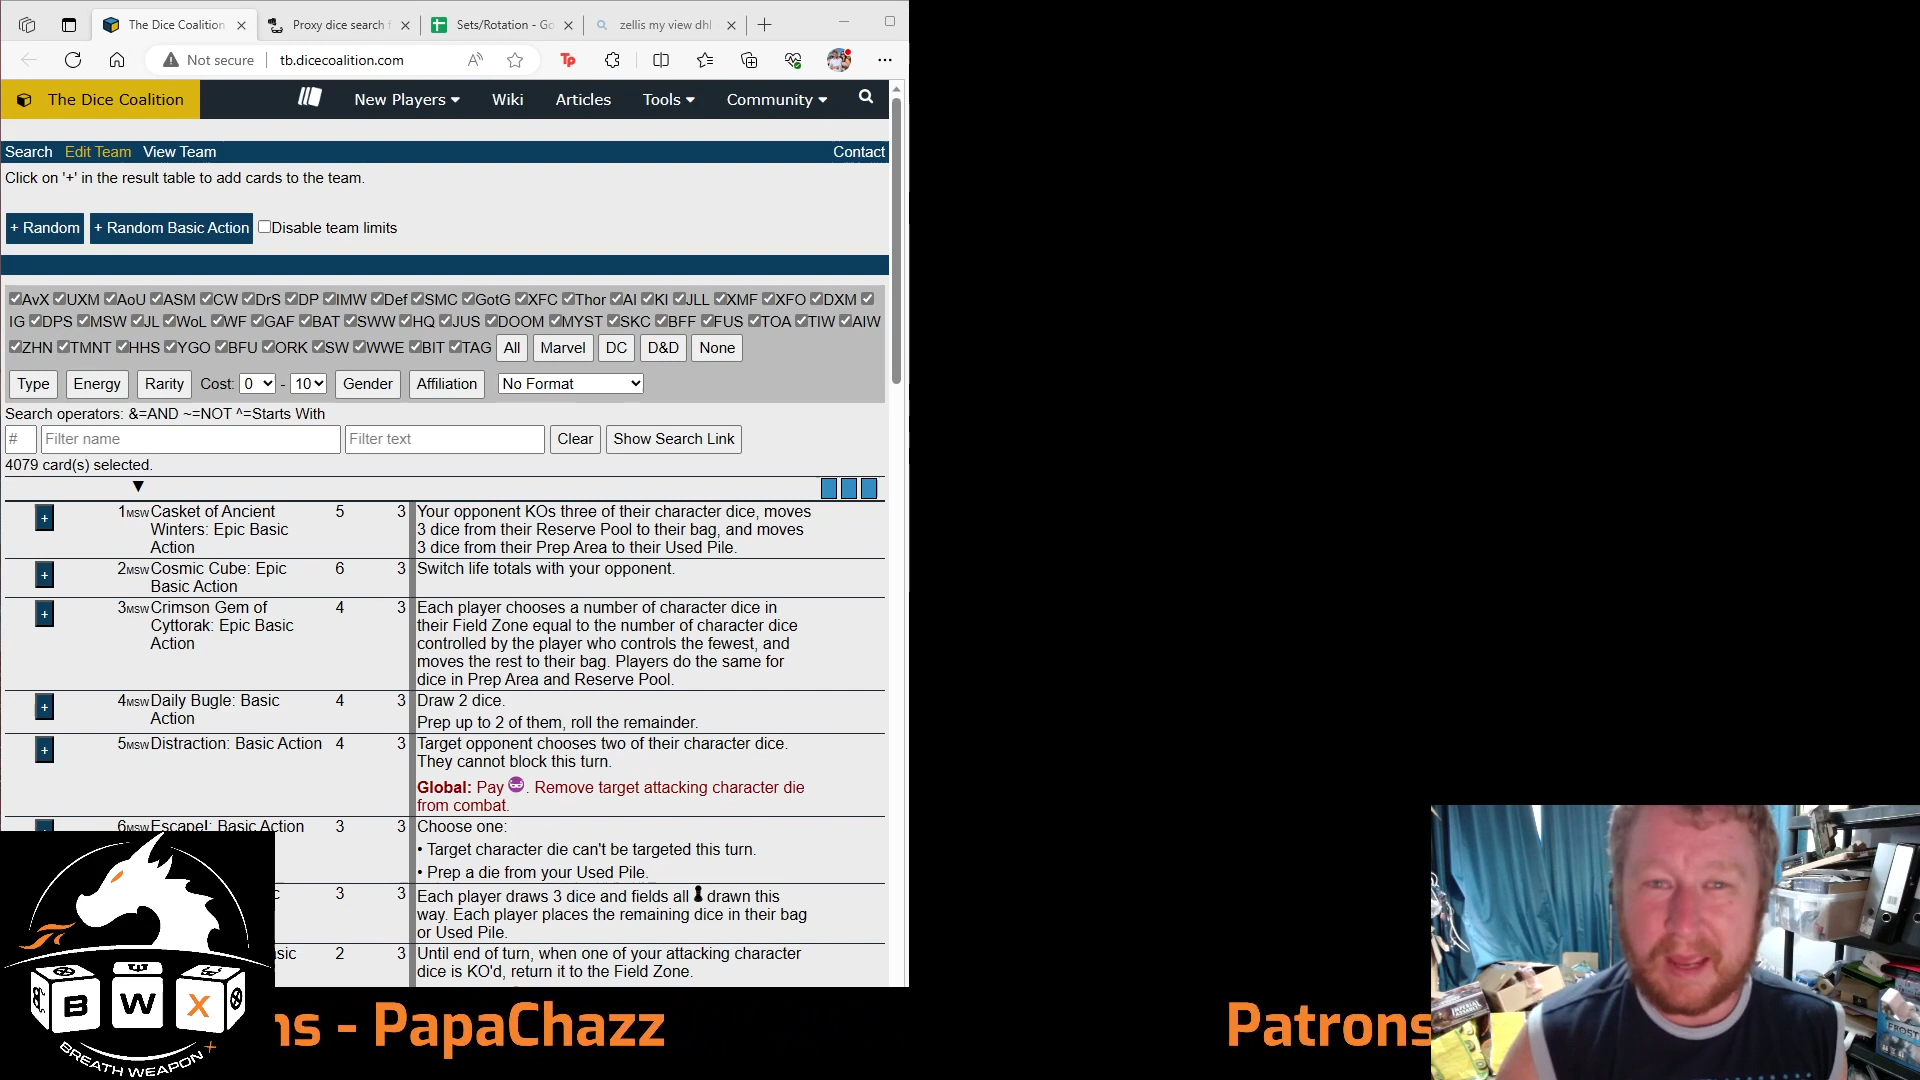 The Dice Coalition
Proxy dice search f
Sets/Rotation - Go
zellis my view dhl
Not secure
tb.dicecoalition.com
The Dice Coalition
New Players
Wiki
Articles
Tools
Community
Search Edit Team View Team
Contact
Click on '+' in the result table to add cards to the team.
+ Random
+ Random Basic Action
Disable team limits
AvX UXM AoU ASM CW DrS DP IMW Def SMC GotG XFC Thor AI KI JLL XMF XFO DXM
IG DPS MSW JL WoL WF GAF BAT SWW HQ JUS DOOM MYST SKC BFF FUS TOA TIW AIW
ZHN TMNT HHS YGO BFU ORK SW WWE BIT TAG All Marvel DC D&D None
Type Energy Rarity Cost: 0 - 10 Gender Affiliation No Format
Search operators: &=AND ~=NOT ^=Starts With
# Filter name Filter text Clear Show Search Link
4079 card(s) selected.
▼
+ 1MSW Casket of Ancient 5 3 Your opponent KOs three of their character dice, moves
Winters: Epic Basic 3 dice from their Reserve Pool to their bag, and moves
Action 3 dice from their Prep Area to their Used Pile.
+ 2MSW Cosmic Cube: Epic 6 3 Switch life totals with your opponent.
Basic Action
+ 3MSW Crimson Gem of 4 3 Each player chooses a number of character dice in
Cyttorak: Epic Basic their Field Zone equal to the number of character dice
Action controlled by the player who controls the fewest, and
moves the rest to their bag. Players do the same for
dice in Prep Area and Reserve Pool.
+ 4MSW Daily Bugle: Basic 4 3 Draw 2 dice.
Action Prep up to 2 of them, roll the remainder.
+ 5MSW Distraction: Basic Action 4 3 Target opponent chooses two of their character dice.
They cannot block this turn.
Global: Pay . Remove target attacking character die
from combat.
6MSW Escape!: Basic Action 3 3 Choose one:
• Target character die can't be targeted this turn.
• Prep a die from your Used Pile.
3 3 Each player draws 3 dice and fields all drawn this
way. Each player places the remaining dice in their bag
or Used Pile.
sic 2 3 Until end of turn, when one of your attacking character
dice is KO'd, return it to the Field Zone.
B W X
BREATH WEAPON X
ns - PapaChazz
Patrons
FROST